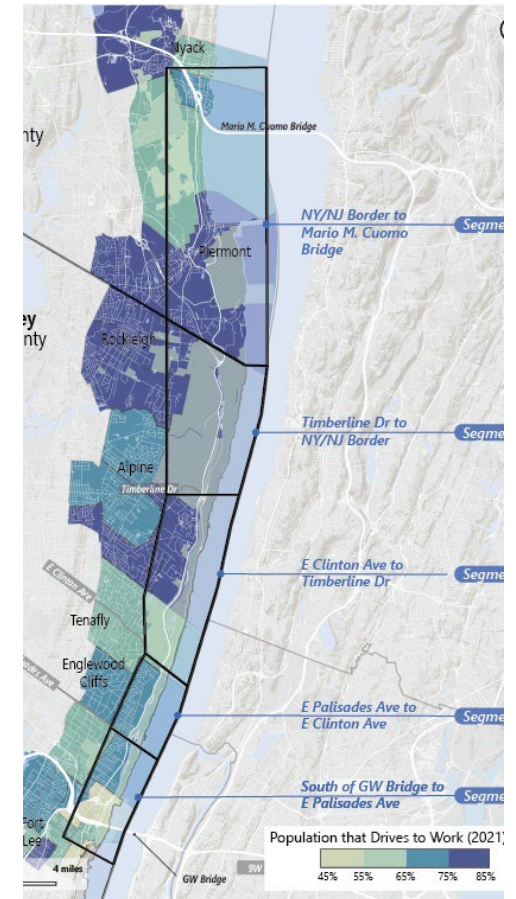 Nyack
Mario M. Cuomo Bridge
nty
NY/NJ Border to
Mario M. Cuomo
Bridge
Segme
Piermont
ey
nty
Rockleigh
Timberline Dr to
NY/NJ Border
Segme
Alpine
Timberline Dr
E Clinton Ave to
Timberline Dr
Segme
E Clinton Ave
Tenafly
Englewood
Cliffs
sades Ave
E Palisades Ave to
E Clinton Ave
Segme
South of GW Bridge to
E Palisades Ave
Segme
Fort
Lee
4 miles
GW Bridge
9W
Population that Drives to Work (2021)
45% 55% 65% 75% 85%